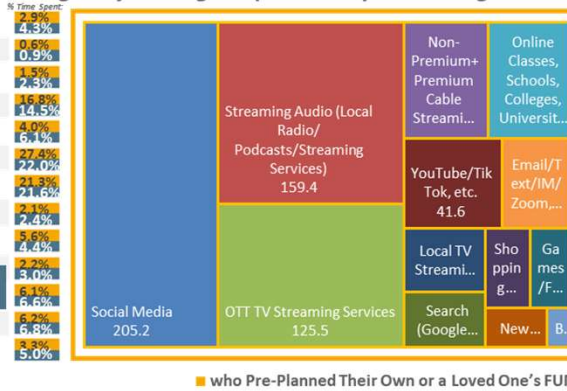 % Time Spent:
2.9%
4.3%
0.6%
0.9%
1.5%
2.3%
16.8%
14.5%
4.0%
6.1%
27.4%
22.0%
21.3%
21.6%
2.1%
2.4%
5.6%
4.4%
2.2%
3.0%
6.1%
6.6%
6.2%
6.8%
3.3%
5.0%
Social Media
205.2
Streaming Audio (Local
Radio/
Podcasts/Streaming
Services)
159.4
OTT TV Streaming Services
125.5
Non-
Premium+
Premium
Cable
Streami...
Online
Classes,
Schools,
Colleges,
Universit...
YouTube/Tik
Tok, etc.
41.6
Email/T
ext/IM/
Zoom,...
Local TV
Streami...
Sho
ppin
g...
Ga
mes
/F...
Search
(Google...
New...
B...
who Pre-Planned Their Own or a Loved One's FU